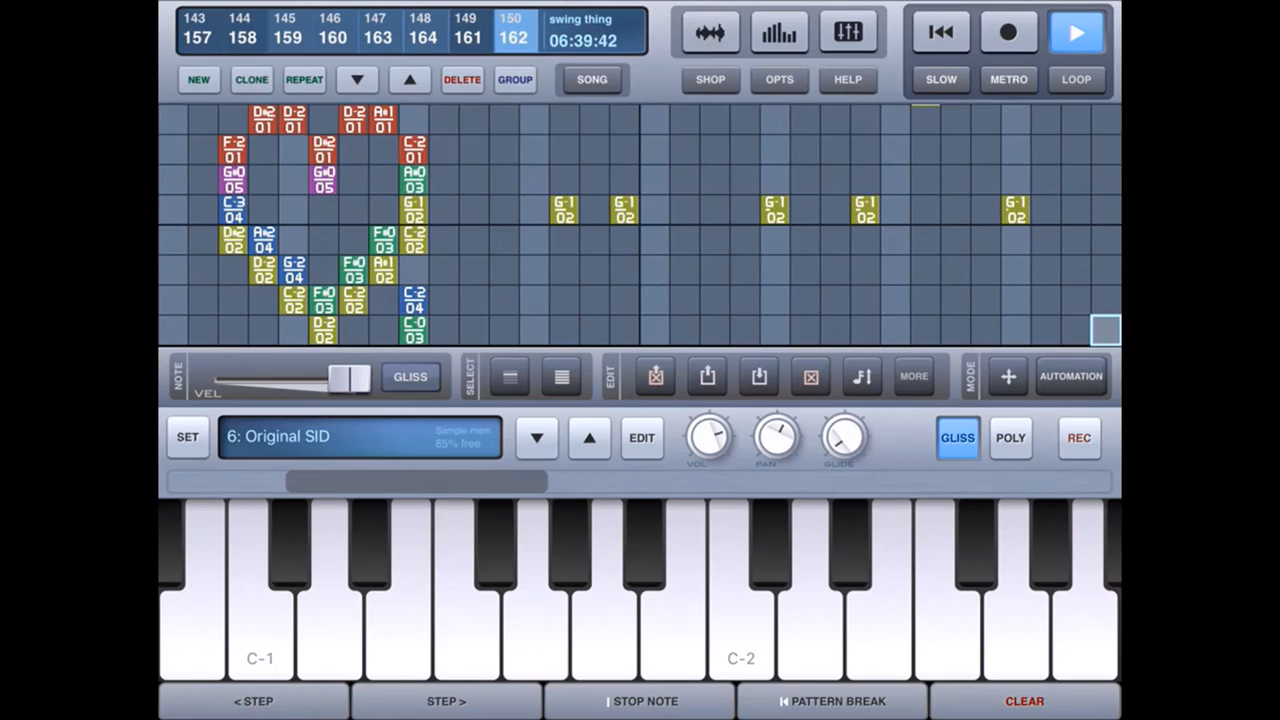 143 144 145 146 147 148 149 150 swing thing
157 158 159 160 163 164 161 162 06:39:42
NEW CLONE REPEAT ▼ ▲ DELETE GROUP SONG SHOP OPTS HELP SLOW METRO LOOP
D#2 D-2 D-2 A#1
01 01 01 01
F-2 D#2 C-2
01 01 01
G#0 G#0 A#0
05 05 03
C-3 G-1 G-1 G-1 G-1 G-1 G-1
04 02 02 02 02 02 02
D#2 A#2 F#0 C-2
02 04 03 02
D-2 G-2 F#0 A#1
02 04 03 02
C-2 F#0 C-2 C-2
02 03 02 04
D-2 C-0
02 03
NOTE VEL GLISS SELECT EDIT MORE MODE AUTOMATION
SET 6: Original SID Sample mem
85% free
▼ ▲ EDIT VOL PAN GLIDE GLISS POLY REC
C-1 C-2
< STEP STEP > STOP NOTE PATTERN BREAK CLEAR